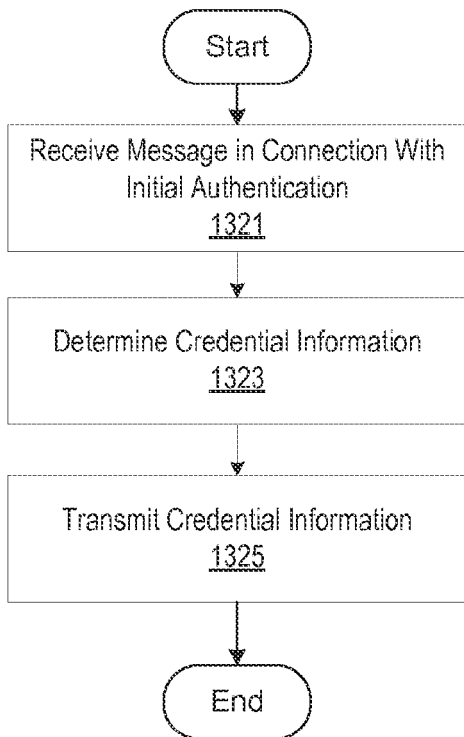 Start
Receive Message in Connection With
Initial Authentication
1321
Determine Credential Information
1323
Transmit Credential Information
1325
End